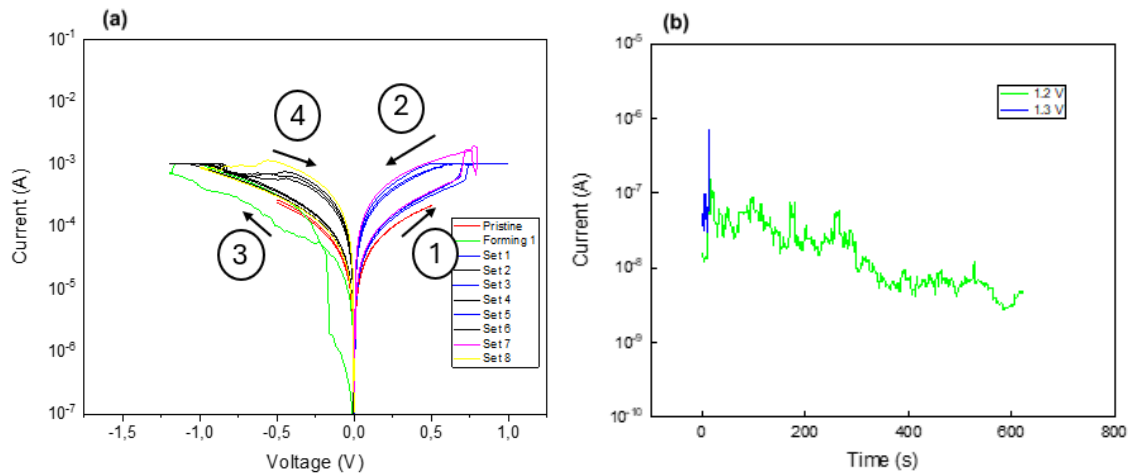 (a)
10^-1
10^-2
10^-3
10^-4
10^-5
10^-6
10^-7
Current (A)
4
2
3
1
Pristine
Forming 1
Set 1
Set 2
Set 3
Set 4
Set 5
Set 6
Set 7
Set 8
-1,5
-1,0
-0,5
0,0
0,5
1,0
Voltage (V)
(b)
10^-5
10^-6
10^-7
10^-8
10^-9
10^-10
Current (A)
1.2 V
1.3 V
0
200
400
600
800
Time (s)